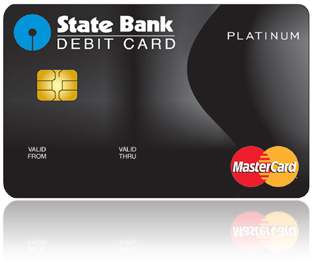 State Bank
DEBIT CARD
PLATINUM
VALID
FROM
VALID
THRU
MasterCard